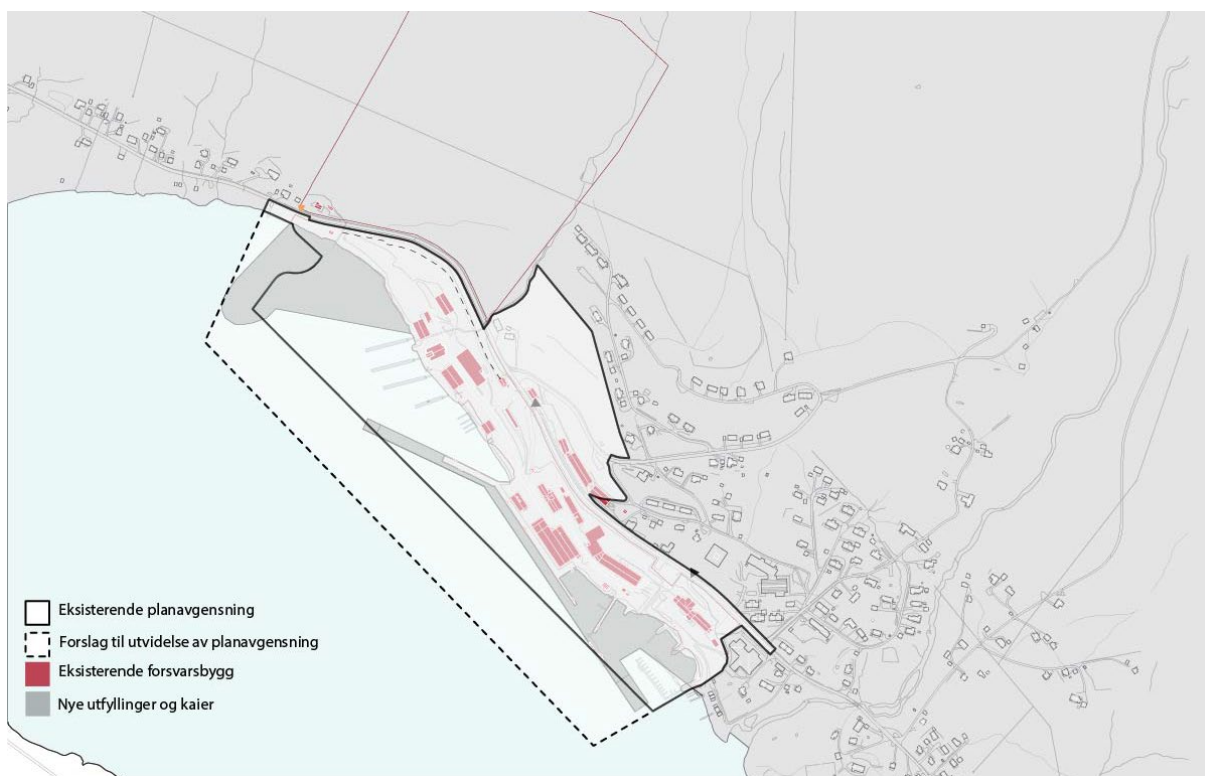 Eksisterende planavgensning
Forslag til utvidelse av planavgensning
Eksisterende forsvarsbygg
Nye utfyllinger og kaier